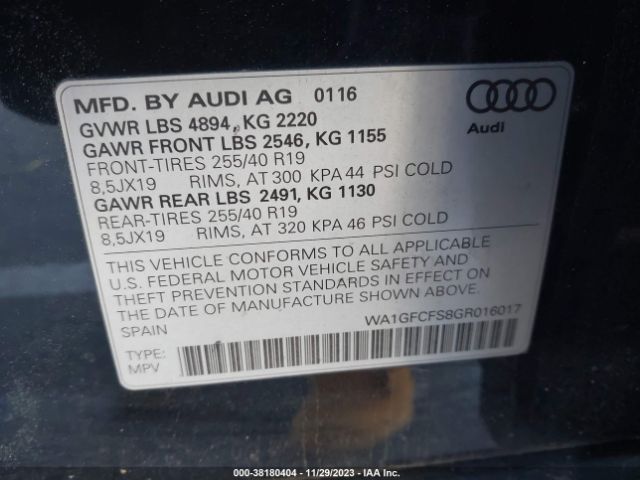 MFD. BY AUDI AG 0116
GVWR LBS 4894, KG 2220
GAWR FRONT LBS 2546, KG 1155
FRONT-TIRES 255/40 R19
8,5JX19 RIMS, AT 300 KPA 44 PSI COLD
GAWR REAR LBS 2491, KG 1130
REAR-TIRES 255/40 R19
8,5JX19 RIMS, AT 320 KPA 46 PSI COLD
Audi
THIS VEHICLE CONFORMS TO ALL APPLICABLE
U.S. FEDERAL MOTOR VEHICLE SAFETY AND
THEFT PREVENTION STANDARDS IN EFFECT ON
THE DATE OF MANUFACTURE SHOWN ABOVE.
SPAIN
WA1GFCFS8GR016017
TYPE:
MPV
000-38180404 - 11/29/2023 - IAA Inc.